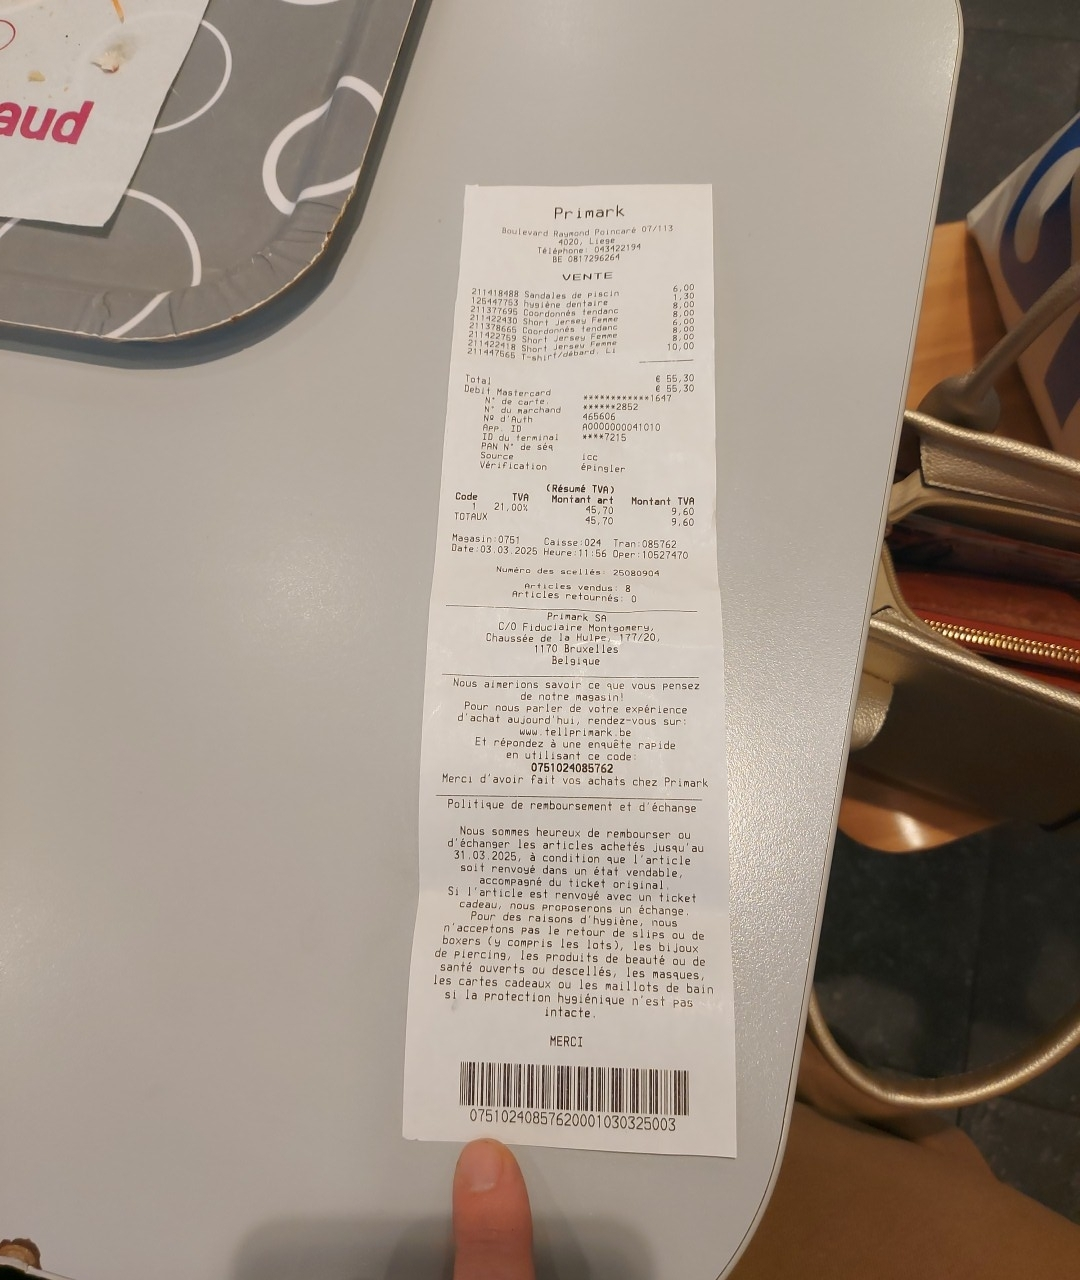 aud
Primark
Boulevard Raymond Poincaré 07/113
4020, Liege
Téléphone: 043422194
BE 0817296264
VENTE
211418488 Sandales de piscin 6,00
125447753 hygiène dentaire 1,30
211377695 Coordonnés tendanc 8,00
211422430 Short Jersey Femme 8,00
211378665 Coordonnés tendanc 6,00
211422759 Short Jersey Femme 8,00
211422418 Short Jersey Femme 8,00
211447565 T-shirt/débard. Li 10,00
Total € 55,30
Debit Mastercard € 55,30
N° de carte. ************1647
N° du marchand ******2852
Nº d'Auth 465606
App. ID A0000000041010
ID du terminal ****7215
PAN N° de séq
Source icc
Vérification épingler
(Résumé TVA)
Code TVA Montant art Montant TVA
1 21,00% 45,70 9,60
TOTAUX 45,70 9,60
Magasin:0751 Caisse:024 Tran:085762
Date:03.03.2025 Heure:11:56 Oper:10527470
Numéro des scellés: 25080904
Articles vendus: 8
Articles retournés: 0
Primark SA
C/O Fiduciaire Montgomery,
Chaussée de la Hulpe, 177/20,
1170 Bruxelles
Belgique
Nous aimerions savoir ce que vous pensez
de notre magasin!
Pour nous parler de votre expérience
d'achat aujourd'hui, rendez-vous sur:
www.tellprimark.be
Et répondez à une enquête rapide
en utilisant ce code:
0751024085762
Merci d'avoir fait vos achats chez Primark
Politique de remboursement et d'échange
Nous sommes heureux de rembourser ou
d'échanger les articles achetés jusqu'au
31.03.2025, à condition que l'article
soit renvoyé dans un état vendable,
accompagné du ticket original.
Si l'article est renvoyé avec un ticket
cadeau, nous proposerons un échange.
Pour des raisons d'hygiène, nous
n'acceptons pas le retour de slips ou de
boxers (y compris les lots), les bijoux
de piercing, les produits de beauté ou de
santé ouverts ou descellés, les masques,
les cartes cadeaux ou les maillots de bain
si la protection hygiénique n'est pas
intacte.
MERCI
07510240857620001030325003